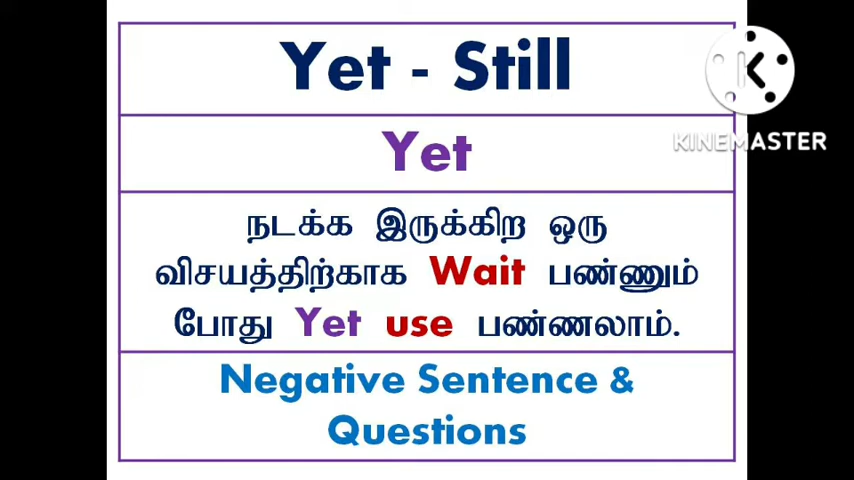 Yet - Still
KINEMASTER
Yet
நடக்க இருக்கிற ஒரு
விசயத்திற்காக Wait பண்ணும்
போது Yet use பண்ணலாம்.
Negative Sentence &
Questions